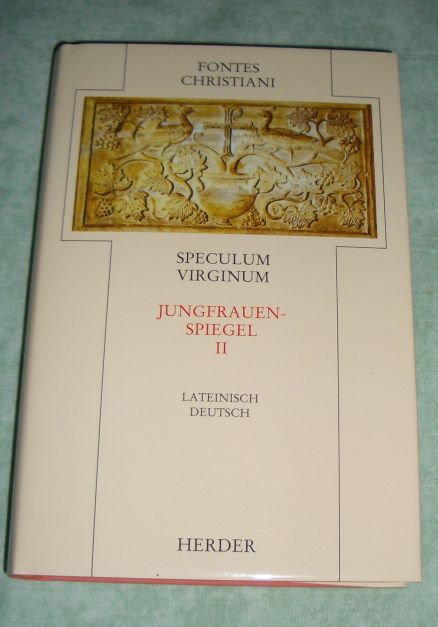 FONTES
CHRISTIANI
SPECULUM
VIRGINUM
JUNGFRAUEN-
SPIEGEL
II
LATEINISCH
DEUTSCH
HERDER